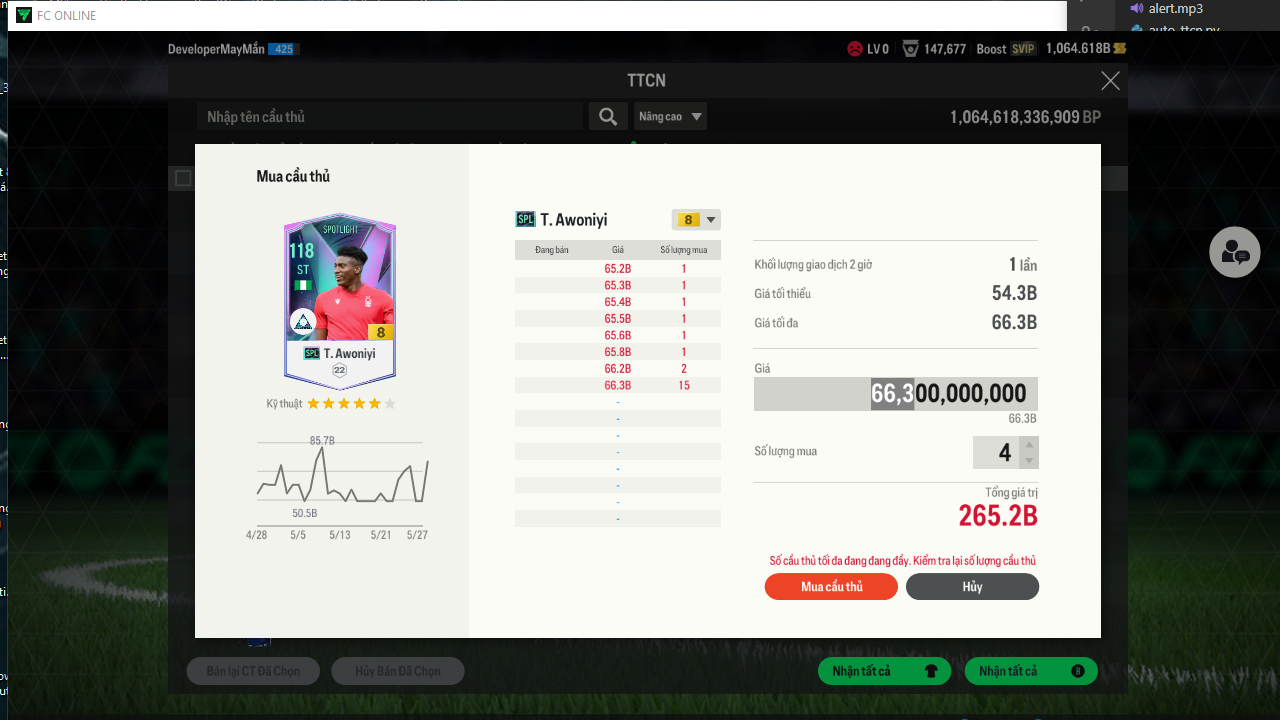 FC ONLINE
alert.mp3
auto_ttcn.py
DeveloperMayMắn 425
LV 0 147,677 Boost SVIP 1,064.618B
TTCN
Nhập tên cầu thủ
Nâng cao
1,064,618,336,909 BP
Mua cầu thủ
SPOTLIGHT
118
ST
8
SPL T. Awoniyi
22
Kỹ thuật
85.7B
50.5B
4/28 5/5 5/13 5/21 5/27
SPL T. Awoniyi 8
Đang bán Giá Số lượng mua
65.2B 1
65.3B 1
65.4B 1
65.5B 1
65.6B 1
65.8B 1
66.2B 2
66.3B 15
-
-
-
-
-
-
-
-
Khối lượng giao dịch 2 giờ 1 lần
Giá tối thiểu 54.3B
Giá tối đa 66.3B
Giá
66,300,000,000
66.3B
Số lượng mua 4
Tổng giá trị
265.2B
Số cầu thủ tối đa đang đang đầy. Kiểm tra lại số lượng cầu thủ
Mua cầu thủ Hủy
Bán lại CT Đã Chọn Hủy Bán Đã Chọn Nhận tất cả Nhận tất cả